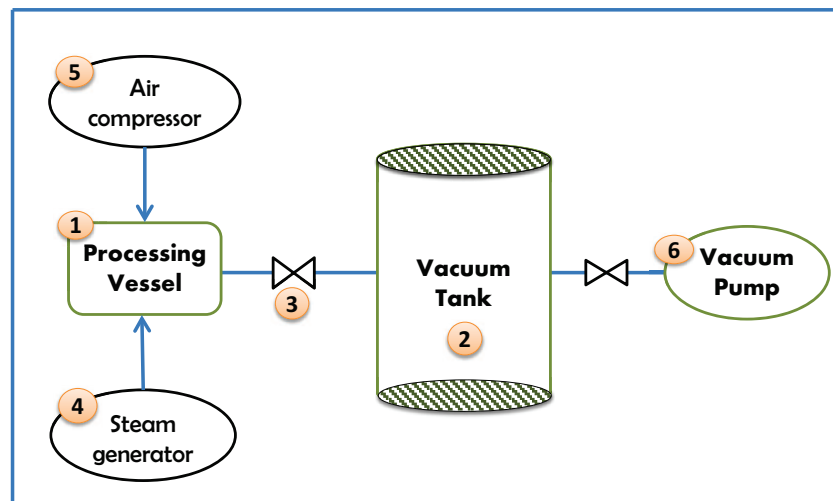 5
Air
compressor
1
Processing
Vessel
3
4
Steam
generator
Vacuum
Tank
2
6
Vacuum
Pump